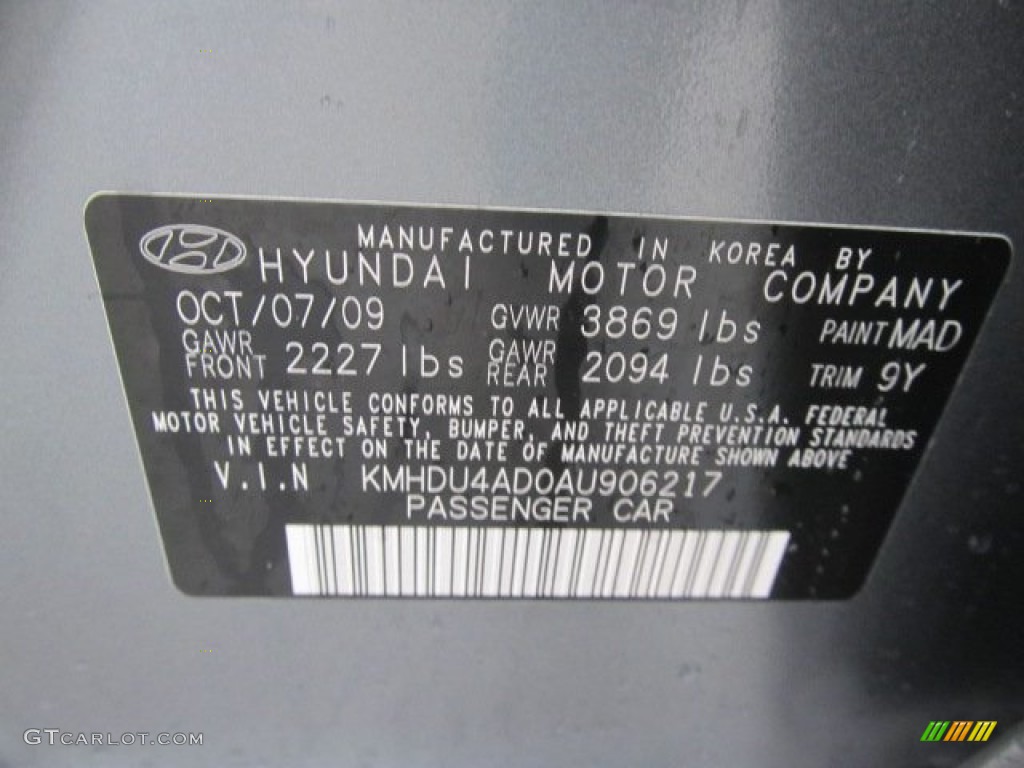 MANUFACTURED IN KOREA BY
HYUNDAI MOTOR COMPANY
OCT/07/09 GVWR 3869 lbs PAINT MAD
GAWR FRONT 2227 lbs GAWR REAR 2094 lbs TRIM 9Y
THIS VEHICLE CONFORMS TO ALL APPLICABLE U.S.A. FEDERAL
MOTOR VEHICLE SAFETY, BUMPER, AND THEFT PREVENTION STANDARDS
IN EFFECT ON THE DATE OF MANUFACTURE SHOWN ABOVE
V.I.N KMHDU4AD0AU906217
PASSENGER CAR
GTCARLOT.COM